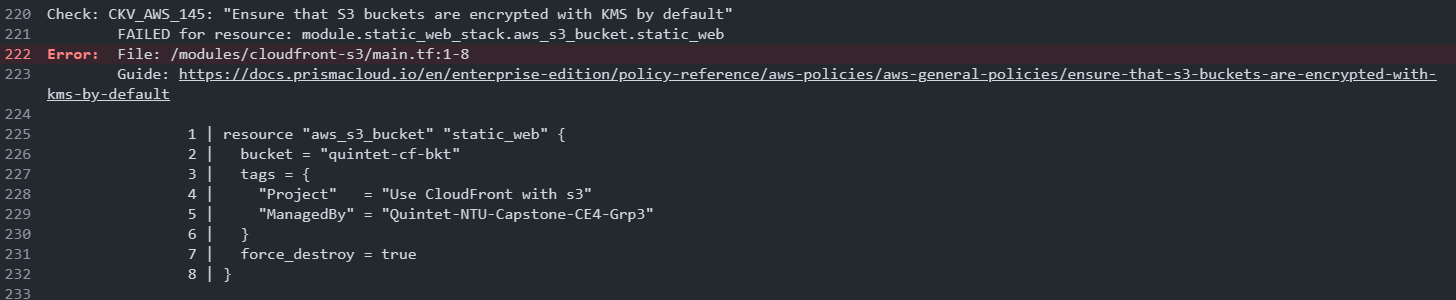 220 Check: CKV_AWS_145: "Ensure that S3 buckets are encrypted with KMS by default"
221         FAILED for resource: module.static_web_stack.aws_s3_bucket.static_web
222 Error:  File: /modules/cloudfront-s3/main.tf:1-8
223         Guide: https://docs.prismacloud.io/en/enterprise-edition/policy-reference/aws-policies/aws-general-policies/ensure-that-s3-buckets-are-encrypted-with-
kms-by-default
224
225                 1 | resource "aws_s3_bucket" "static_web" {
226                 2 |   bucket = "quintet-cf-bkt"
227                 3 |   tags = {
228                 4 |     "Project"   = "Use CloudFront with s3"
229                 5 |     "ManagedBy" = "Quintet-NTU-Capstone-CE4-Grp3"
230                 6 |   }
231                 7 |   force_destroy = true
232                 8 | }
233